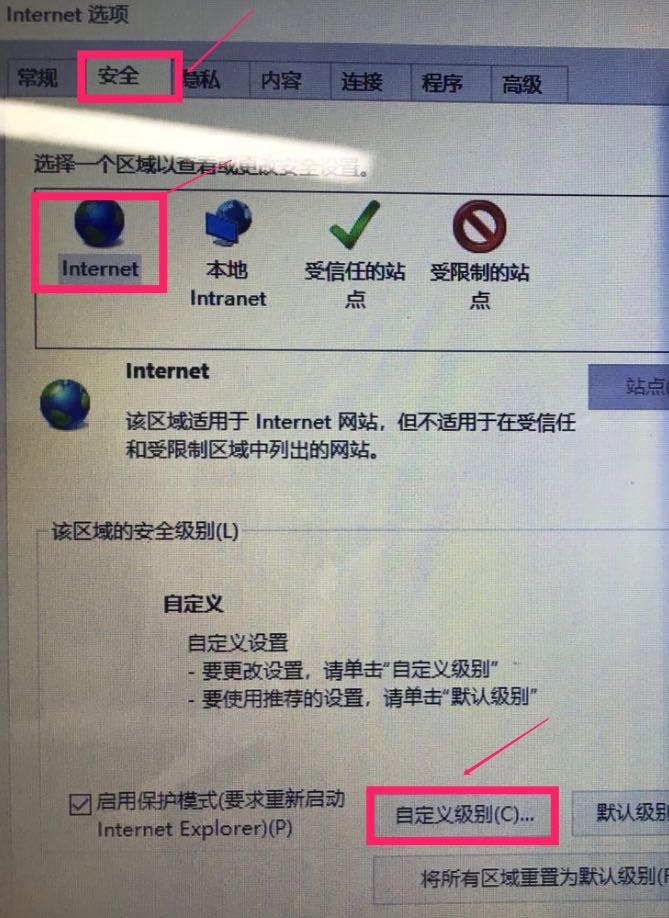 Internet 选项
常规 安全 隐私 内容 连接 程序 高级
选择一个区域以查看或更改安全设置。
Internet
本地
Intranet
受信任的站
点
受限制的站
点
Internet
站点
该区域适用于 Internet 网站，但不适用于在受信任
和受限制区域中列出的网站。
该区域的安全级别(L)
自定义
自定义设置
- 要更改设置，请单击“自定义级别”
- 要使用推荐的设置，请单击“默认级别”
启用保护模式(要求重新启动
Internet Explorer)(P)
自定义级别(C)...
默认级别
将所有区域重置为默认级别(R